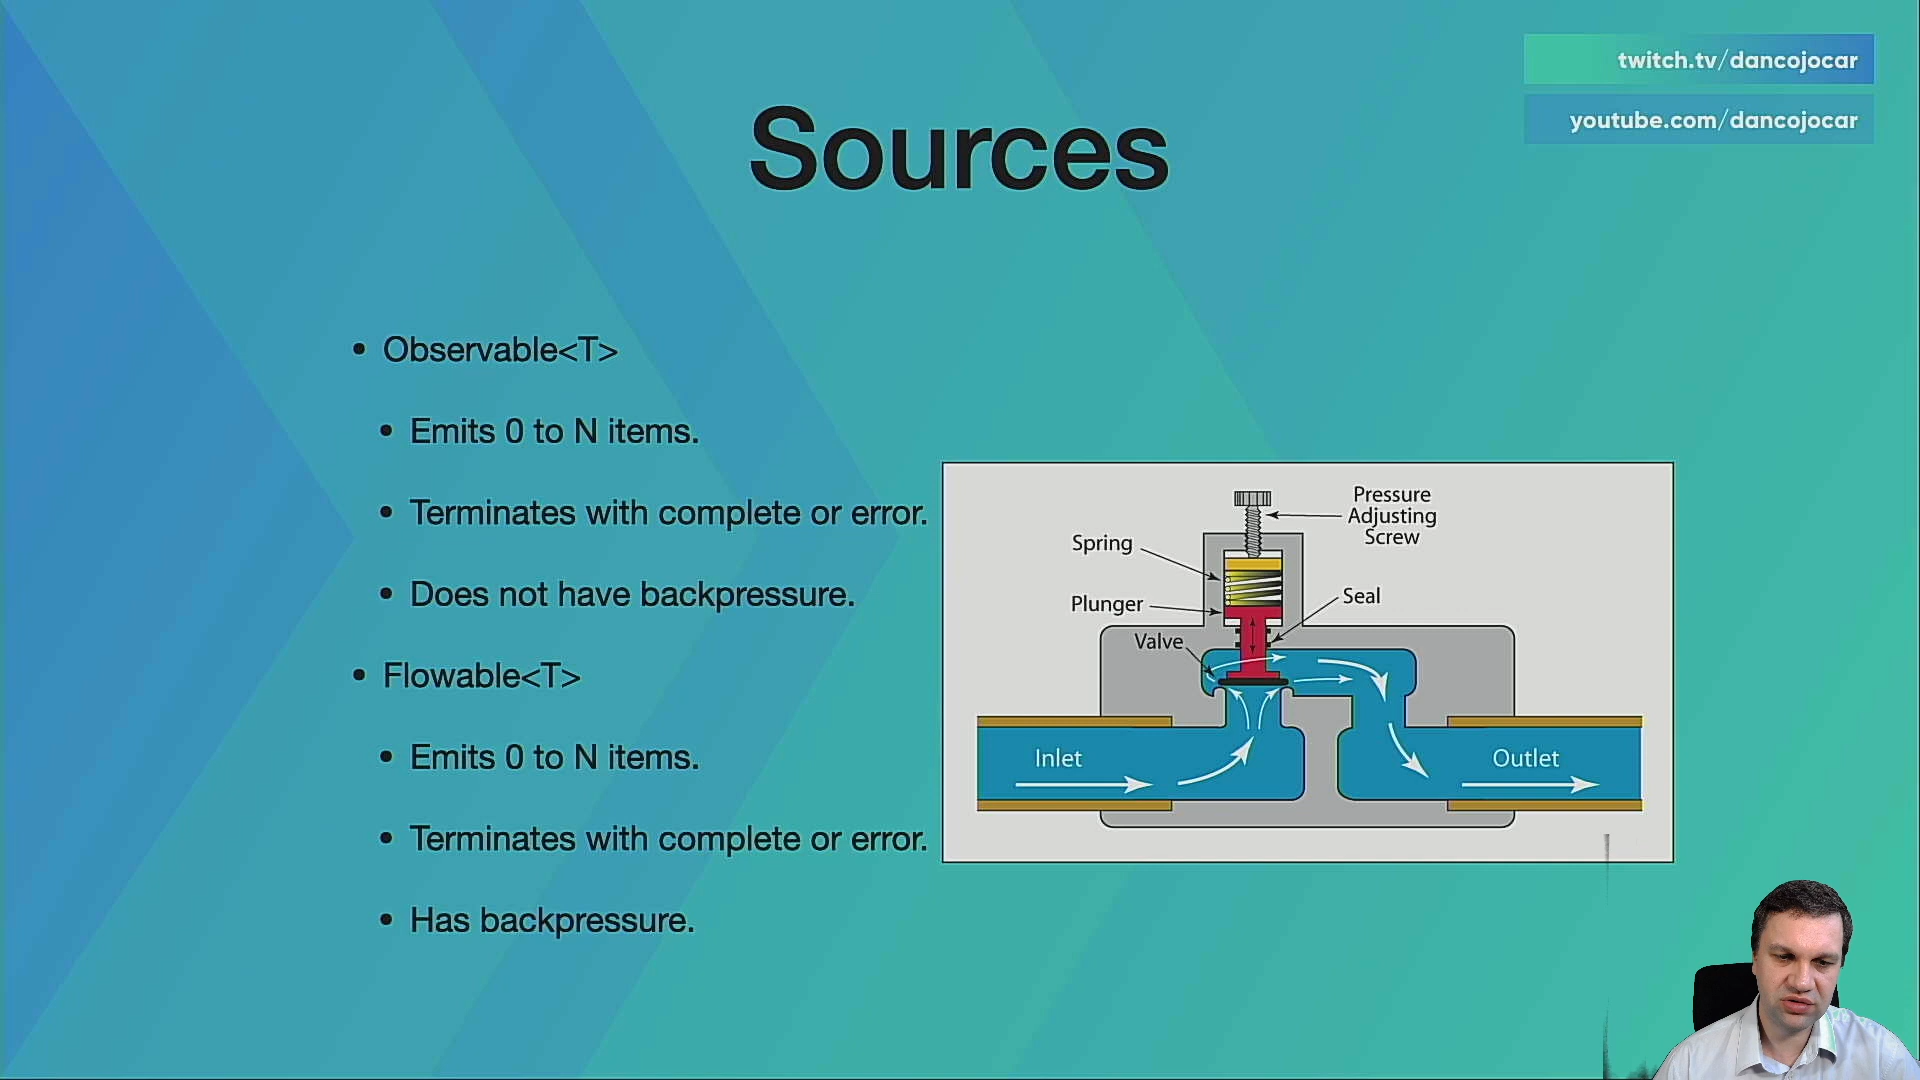 twitch.tv/dancojocar
youtube.com/dancojocar
Sources
• Observable<T>
• Emits 0 to N items.
• Terminates with complete or error.
• Does not have backpressure.
• Flowable<T>
• Emits 0 to N items.
• Terminates with complete or error.
• Has backpressure.
Pressure
Adjusting
Screw
Spring
Seal
Plunger
Valve
Inlet
Outlet